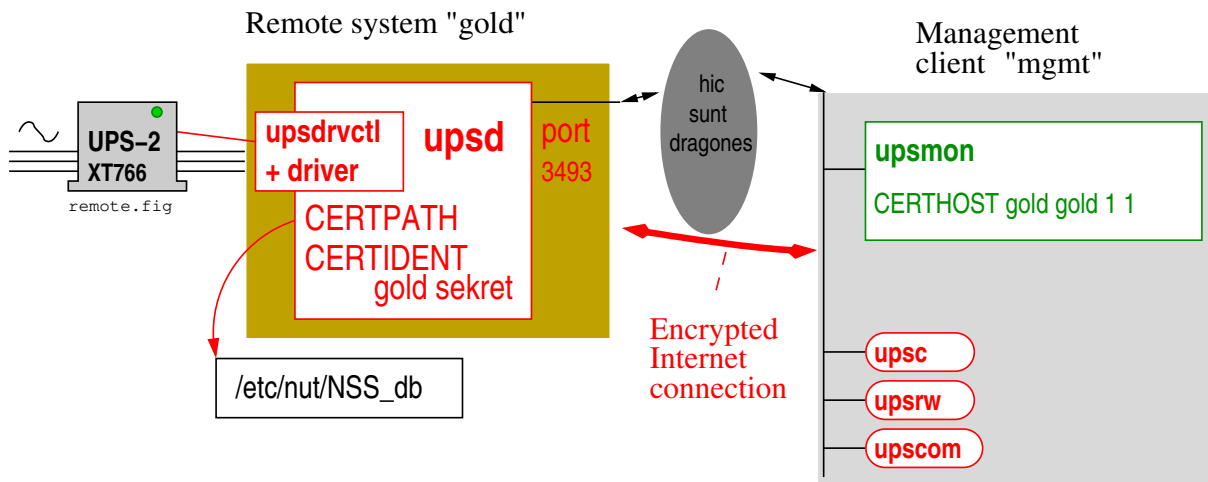 Remote system "gold"
Management
client "mgmt"
hic
sunt
dragones
UPS-2
XT766
remote.fig
upsdrvctl
+ driver
upsd
port
3493
CERTPATH
CERTIDENT
gold sekret
/etc/nut/NSS_db
Encrypted
Internet
connection
upsmon
CERTHOST gold gold 1 1
upsc
upsrw
upscom